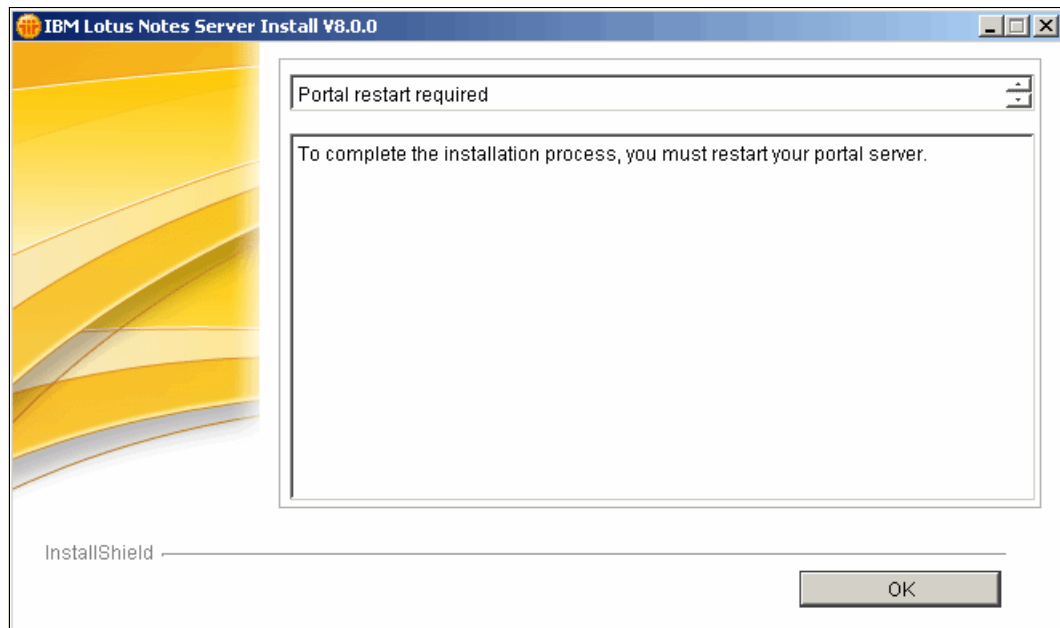 IBM Lotus Notes Server Install V8.0.0
Portal restart required
To complete the installation process, you must restart your portal server.
InstallShield
OK